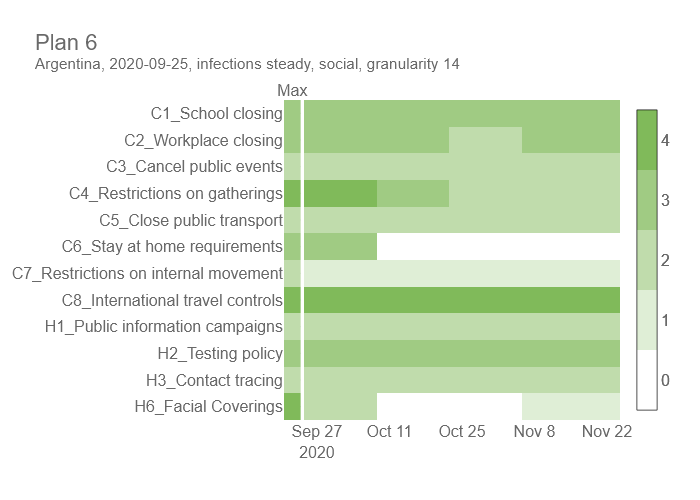 Plan 6
Argentina, 2020-09-25, infections steady, social, granularity 14
Max
C1_School closing
C2_Workplace closing
C3_Cancel public events
C4_Restrictions on gatherings
C5_Close public transport
C6_Stay at home requirements
C7_Restrictions on internal movement
C8_International travel controls
H1_Public information campaigns
H2_Testing policy
H3_Contact tracing
H6_Facial Coverings
4
3
2
1
0
Sep 27 Oct 11 Oct 25 Nov 8 Nov 22
2020